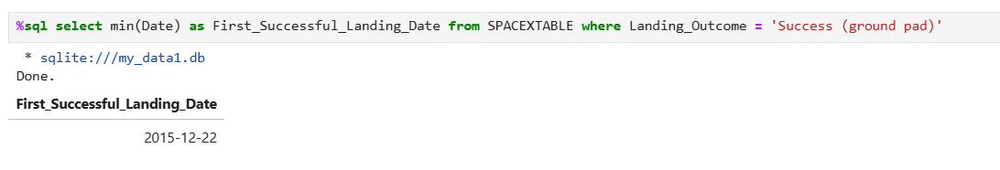 %sql select min(Date) as First_Successful_Landing_Date from SPACEXTABLE where Landing_Outcome = 'Success (ground pad)'
* sqlite:///my_data1.db
Done.
First_Successful_Landing_Date
2015-12-22